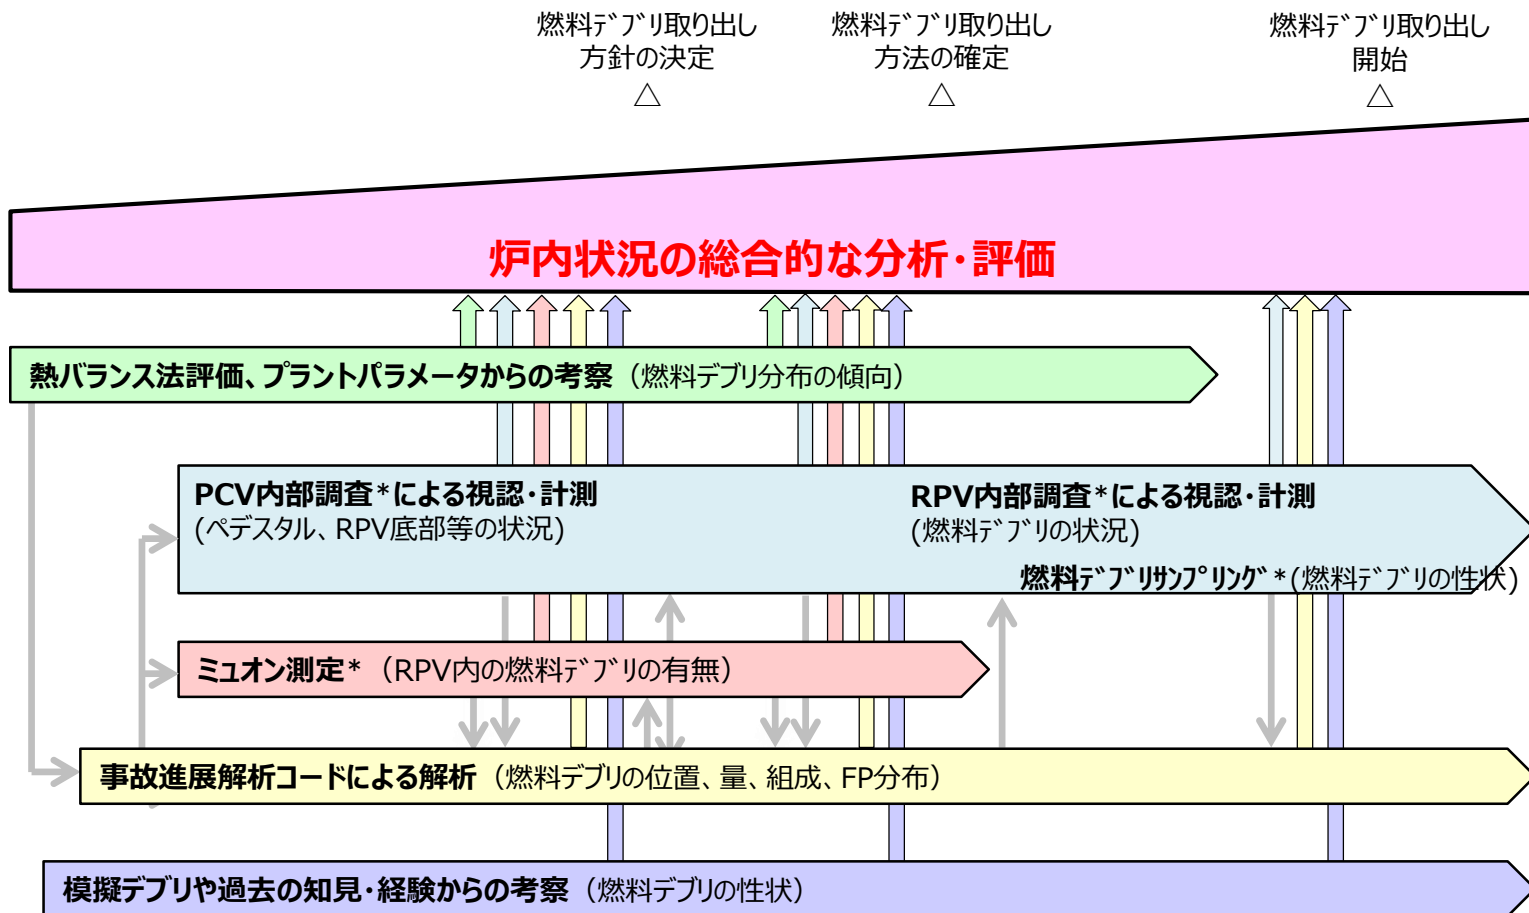 燃料ﾃﾞﾌﾞﾘ取り出し
方針の決定
△
燃料ﾃﾞﾌﾞﾘ取り出し
方法の確定
△
燃料ﾃﾞﾌﾞﾘ取り出し
開始
△
炉内状況の総合的な分析・評価
熱バランス法評価、プラントパラメータからの考察（燃料デブリ分布の傾向）
PCV内部調査*による視認・計測
(ペデスタル、RPV底部等の状況)
RPV内部調査*による視認・計測
(燃料ﾃﾞﾌﾞﾘの状況)
燃料ﾃﾞﾌﾞﾘｻﾝﾌﾟﾘﾝｸﾞ*(燃料ﾃﾞﾌﾞﾘの性状)
ミュオン測定*（RPV内の燃料ﾃﾞﾌﾞﾘの有無）
事故進展解析コードによる解析（燃料デブリの位置、量、組成、FP分布）
模擬デブリや過去の知見・経験からの考察（燃料デブリの性状）